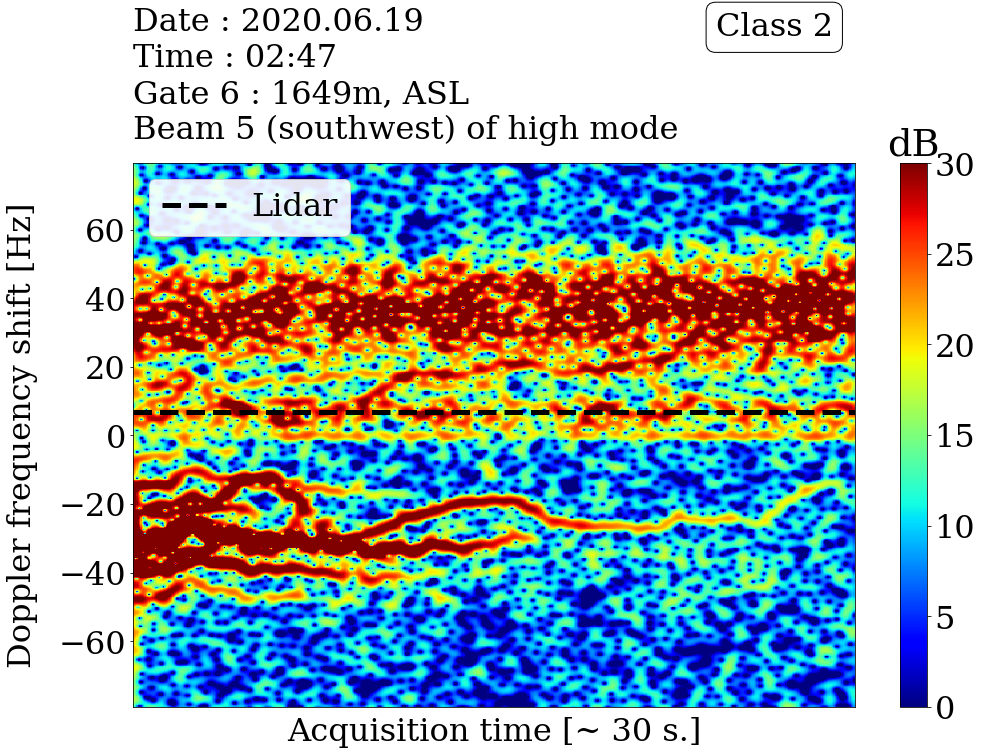 Date : 2020.06.19
Time : 02:47
Gate 6 : 1649m, ASL
Beam 5 (southwest) of high mode
Class 2
dB
Lidar
Doppler frequency shift [Hz]
60
40
20
0
−20
−40
−60
30
25
20
15
10
5
0
Acquisition time [~ 30 s.]